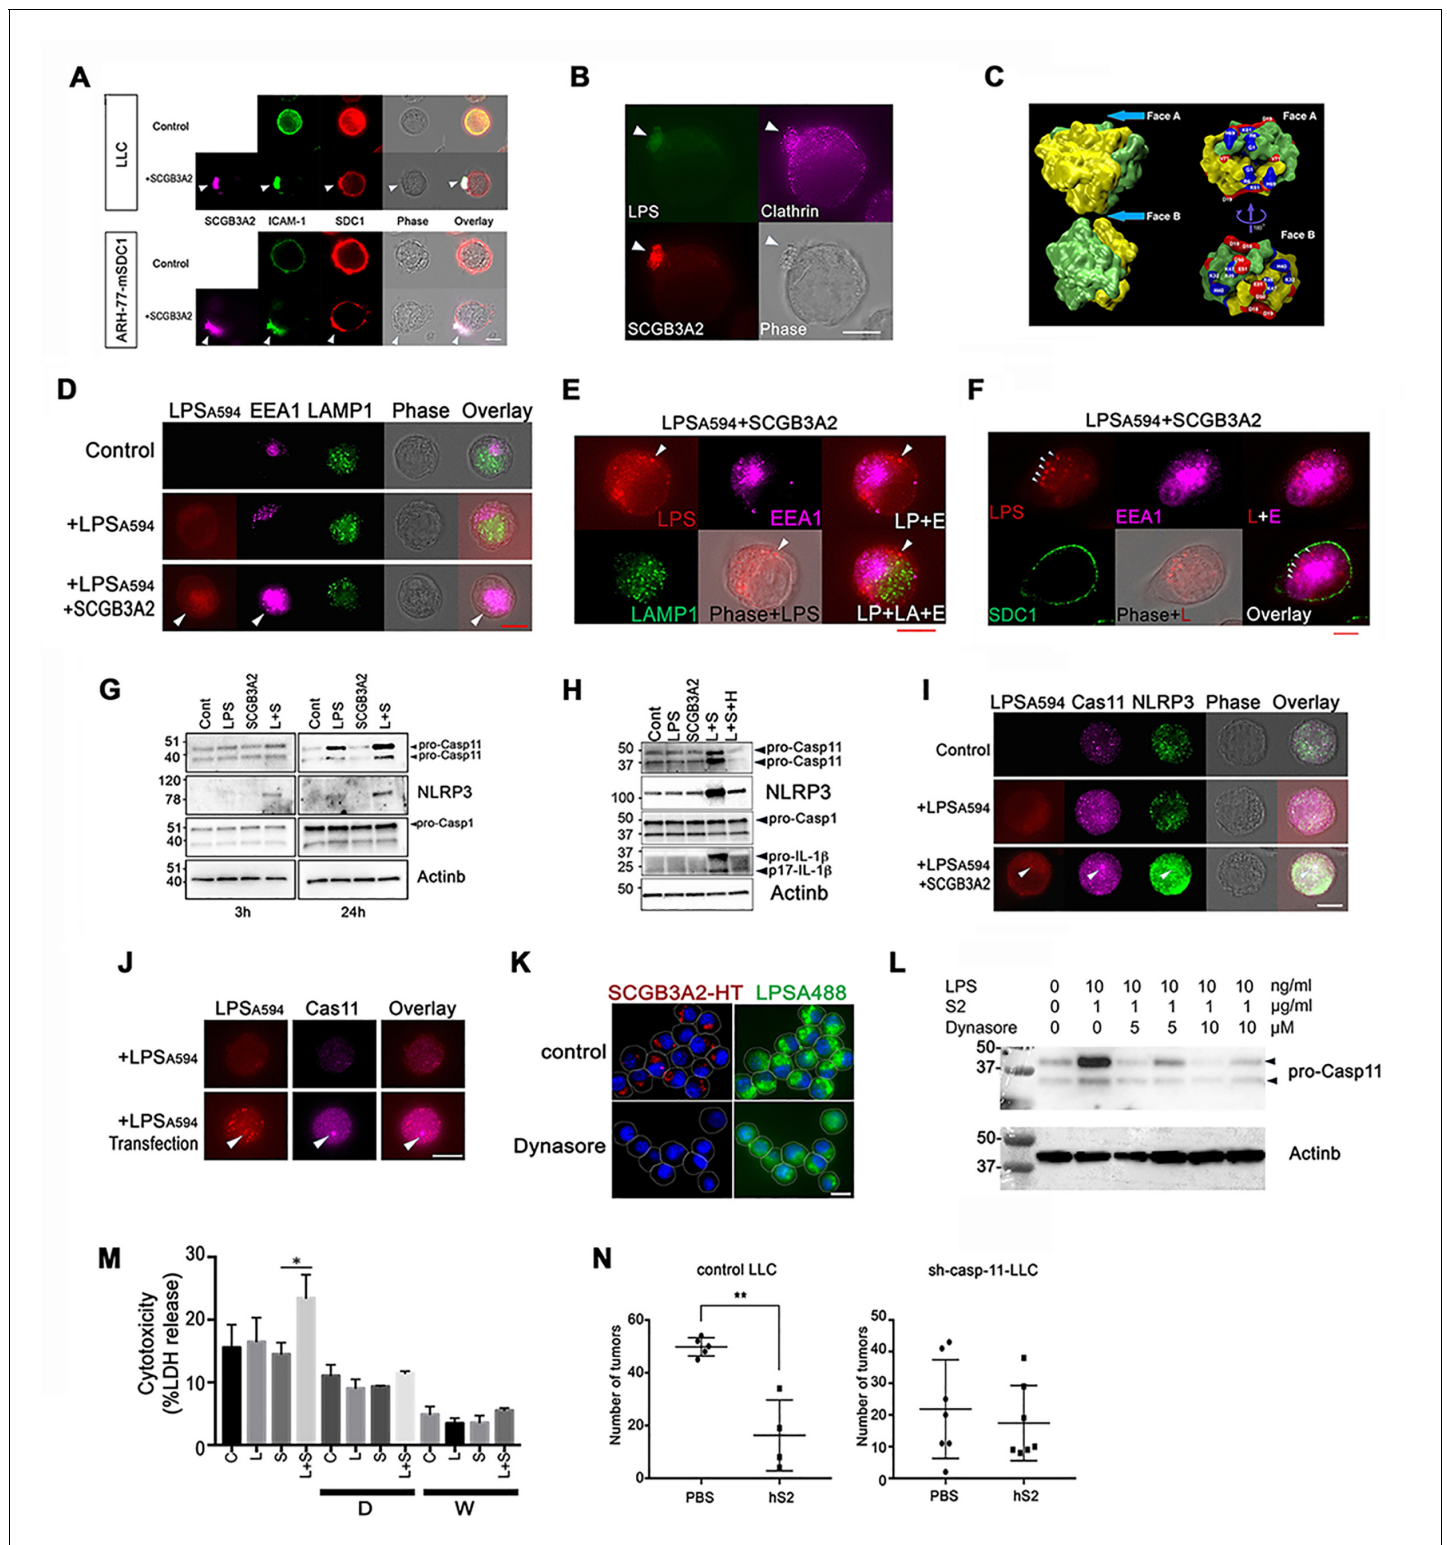 A
LLC
Control
+SCGB3A2
SCGB3A2 ICAM-1 SDC1 Phase Overlay
ARH-77-mSDC1
Control
+SCGB3A2
B
LPS Clathrin
SCGB3A2 Phase
C
Face A Face A
Face B
180°
Face B
D
LPSA594 EEA1 LAMP1 Phase Overlay
Control
+LPSA594
+LPSA594
+SCGB3A2
E
LPSA594+SCGB3A2
LPS EEA1 LP+E
LAMP1 Phase+LPS LP+LA+E
F
LPSA594+SCGB3A2
LPS EEA1 L+E
SDC1 Phase+L Overlay
G
Cont LPS SCGB3A2 L+S Cont LPS SCGB3A2 L+S
51 pro-Casp11
40 pro-Casp11
120
78 NLRP3
51 pro-Casp1
40
51
40 Actinb
3h 24h
H
Cont LPS SCGB3A2 L+S L+S+H
50 pro-Casp11
37 pro-Casp11
100 NLRP3
50 pro-Casp1
37
37 pro-IL-1β
25 p17-IL-1β
50 Actinb
I
LPSA594 Cas11 NLRP3 Phase Overlay
Control
+LPSA594
+LPSA594
+SCGB3A2
J
LPSA594 Cas11 Overlay
+LPSA594
+LPSA594
Transfection
K
SCGB3A2-HT LPSA488
control
Dynasore
L
LPS 0 10 10 10 10 10 ng/ml
S2 0 1 1 1 1 1 μg/ml
Dynasore 0 0 5 5 10 10 μM
50-
37- pro-Casp11
50-
37- Actinb
M
Cytotoxicity
(%LDH release)
30
20
10
0
*
C L S L+S C L S L+S C L S L+S
D W
N
control LLC
**
Number of tumors
60
40
20
0
PBS hS2
sh-casp-11-LLC
Number of tumors
50
40
30
20
10
0
PBS hS2